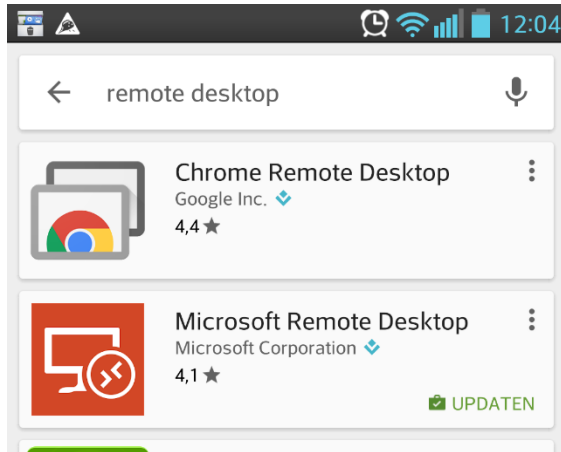 12:04
remote desktop
Chrome Remote Desktop
Google Inc.
4,4
Microsoft Remote Desktop
Microsoft Corporation
4,1
UPDATEN